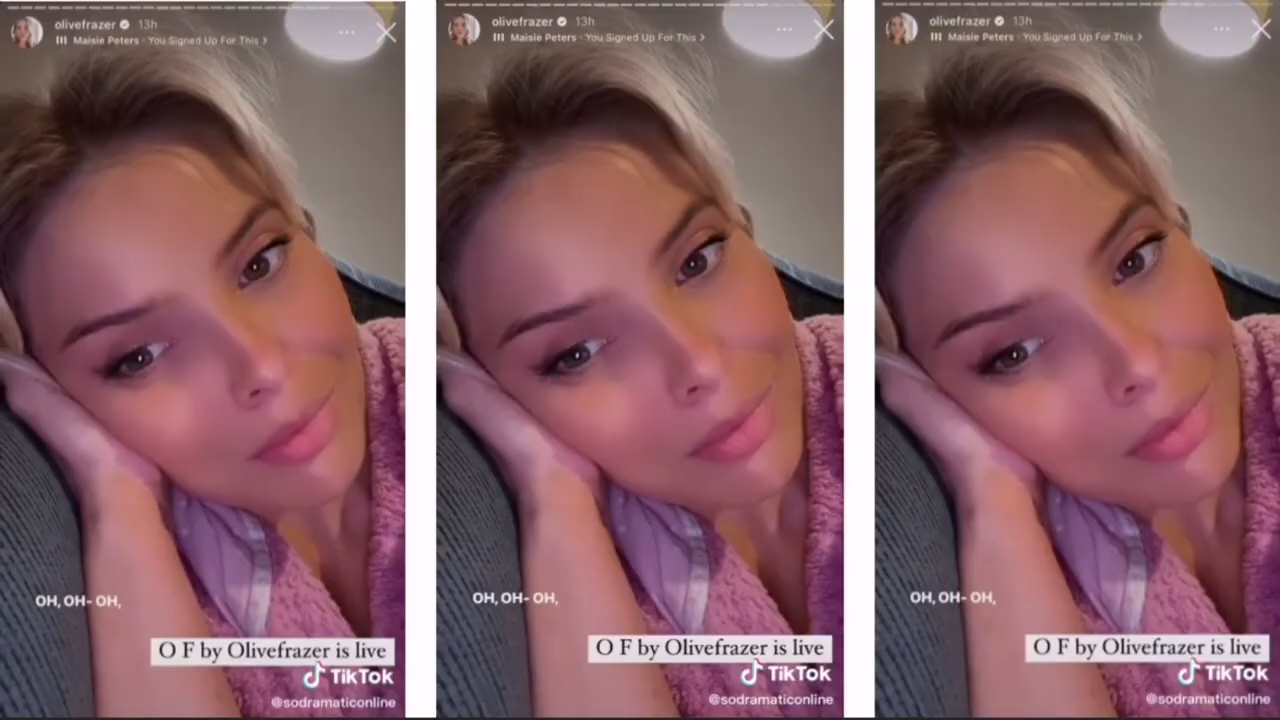 olivefrazer 13h
Maisie Peters · You Signed Up For This >
OH, OH- OH,
O F by Olivefrazer is live
TikTok
@sodramaticonline
olivefrazer 13h
Maisie Peters · You Signed Up For This >
OH, OH- OH,
O F by Olivefrazer is live
TikTok
@sodramaticonline
olivefrazer 13h
Maisie Peters · You Signed Up For This >
OH, OH- OH,
O F by Olivefrazer is live
TikTok
@sodramaticonline